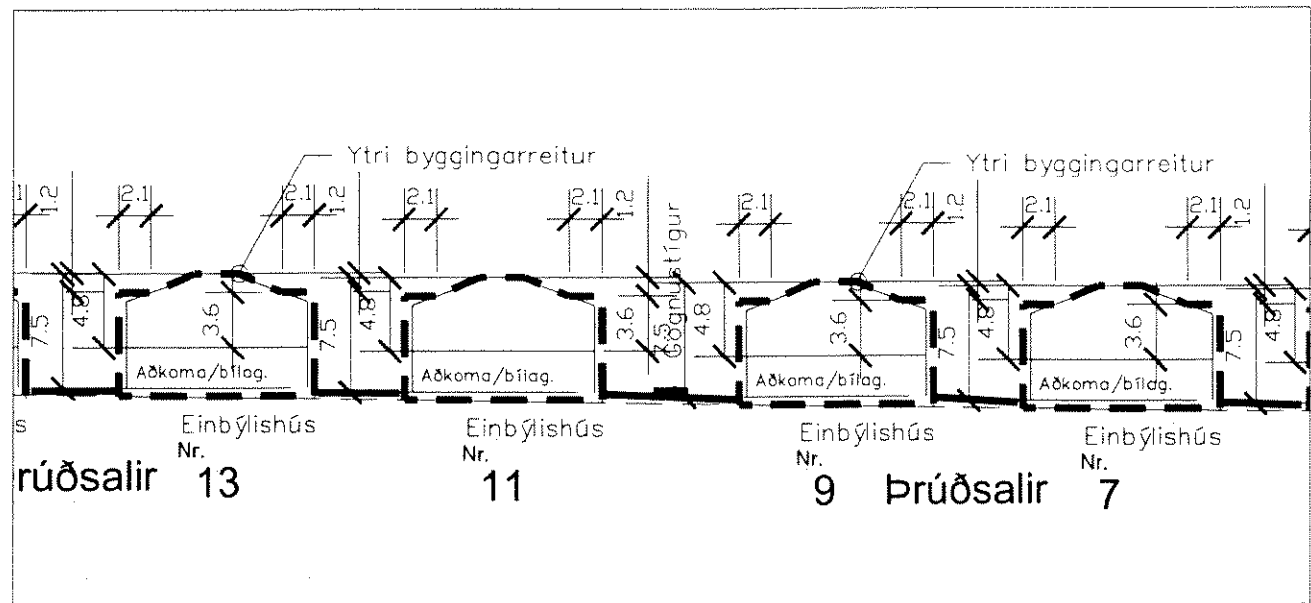 Ytri byggingarreitur
Ytri byggingarreitur
1 1.2 2.1 2.1 1.2 2.1 2.1 1.2 2.1 2.1 1.2 2.1 2.1 1.2
Gögnustígur
7.5 4.8 3.6 7.5 4.8 3.6 7.5 4.8 3.6 7.5 4.8 3.6 7.5 4.8
Aðkoma/bílag. Aðkoma/bílag. Aðkoma/bílag. Aðkoma/bílag.
s Einbýlishús Einbýlishús Einbýlishús Einbýlishús
Nr. Nr. Nr. Nr.
rúðsalir 13 11 9 Þrúðsalir 7